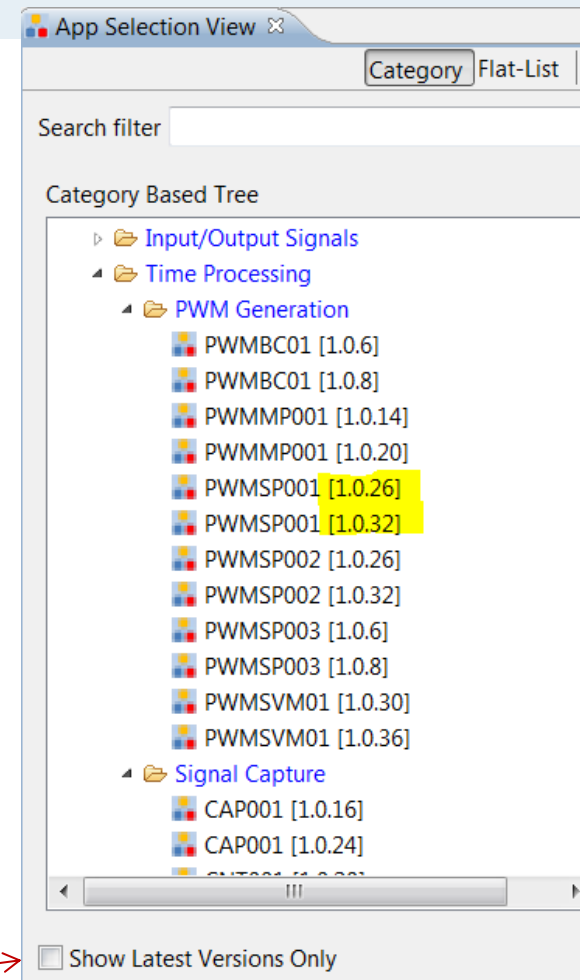 App Selection View
Category Flat-List
Search filter
Category Based Tree
Input/Output Signals
Time Processing
PWM Generation
PWMBC01 [1.0.6]
PWMBC01 [1.0.8]
PWMMP001 [1.0.14]
PWMMP001 [1.0.20]
PWMSP001 [1.0.26]
PWMSP001 [1.0.32]
PWMSP002 [1.0.26]
PWMSP002 [1.0.32]
PWMSP003 [1.0.6]
PWMSP003 [1.0.8]
PWMSVM01 [1.0.30]
PWMSVM01 [1.0.36]
Signal Capture
CAP001 [1.0.16]
CAP001 [1.0.24]
Show Latest Versions Only